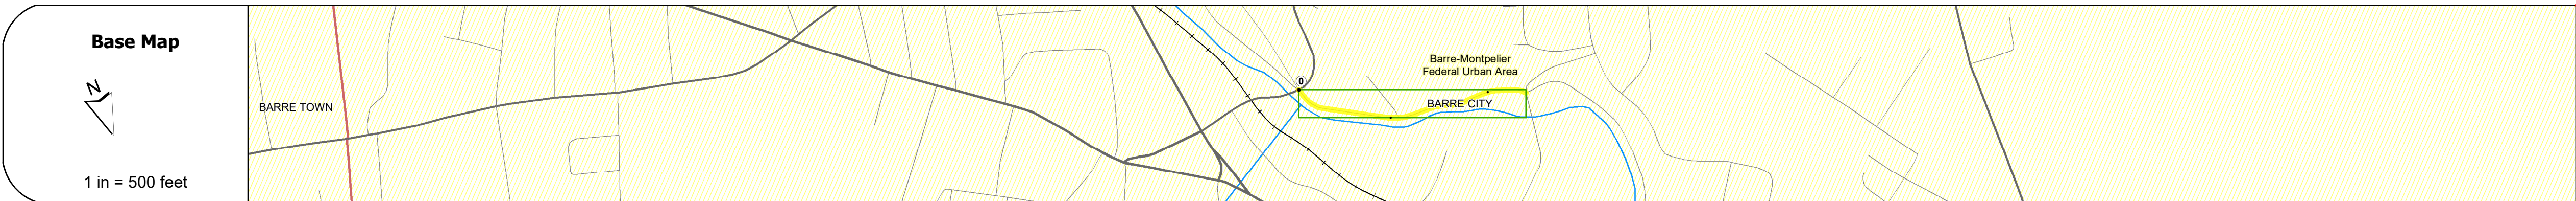 Base Map
N
1 in = 500 feet
BARRE TOWN
0
Barre-Montpelier
Federal Urban Area
BARRE CITY